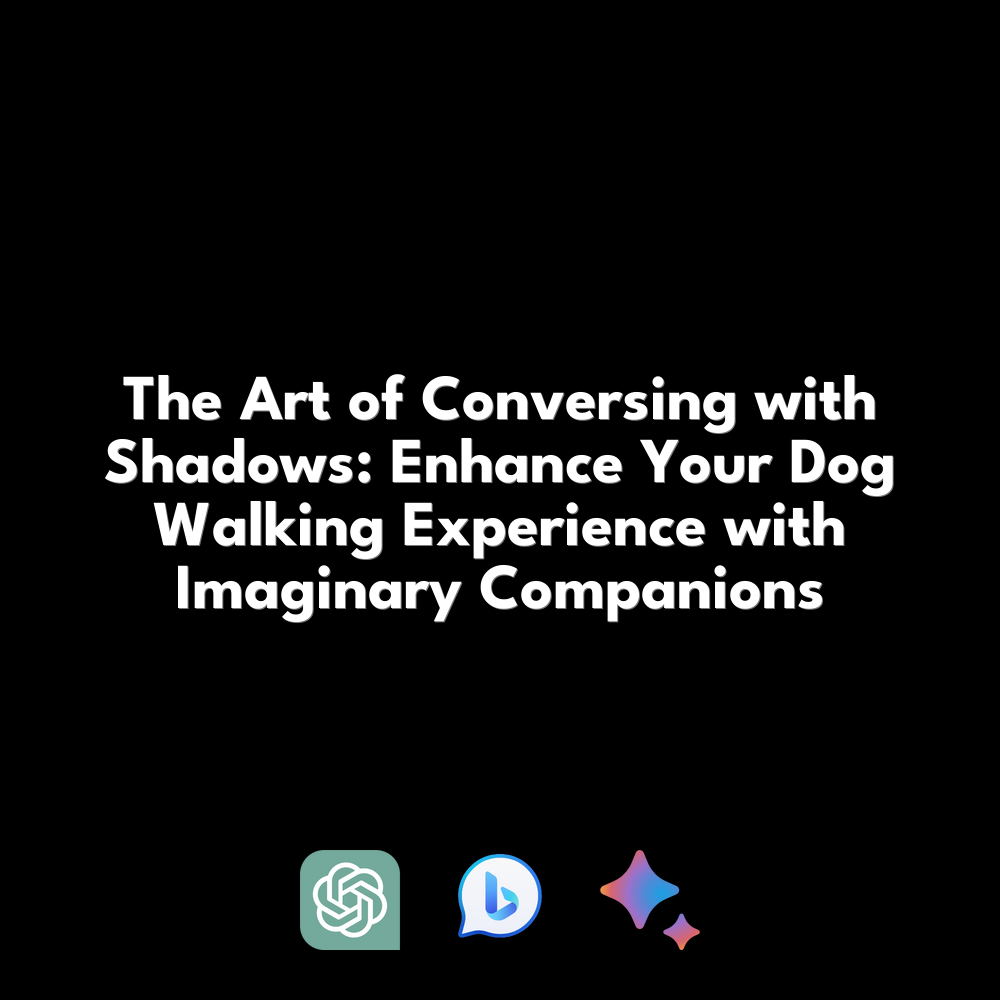 The Art of Conversing with
Shadows: Enhance Your Dog
Walking Experience with
Imaginary Companions